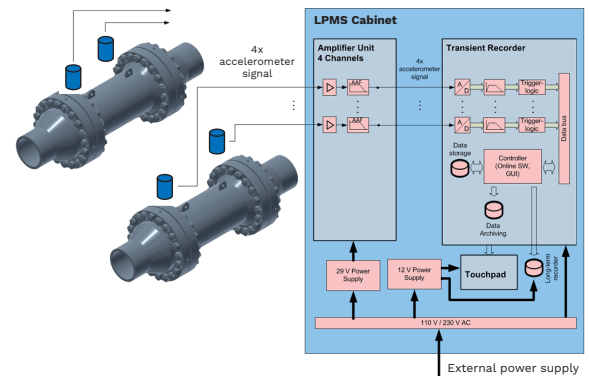 LPMS Cabinet
Amplifier Unit
4 Channels
Transient Recorder
4x
accelerometer
signal
4x
accelerometer
signal
AAF
A/D
Trigger-
logic
AAF
A/D
Trigger-
logic
Data bus
Data
storage
Controller
(Online SW,
GUI)
Data
Archiving
29 V Power
Supply
12 V Power
Supply
Touchpad
Long-term
recorder
110 V / 230 V AC
External power supply